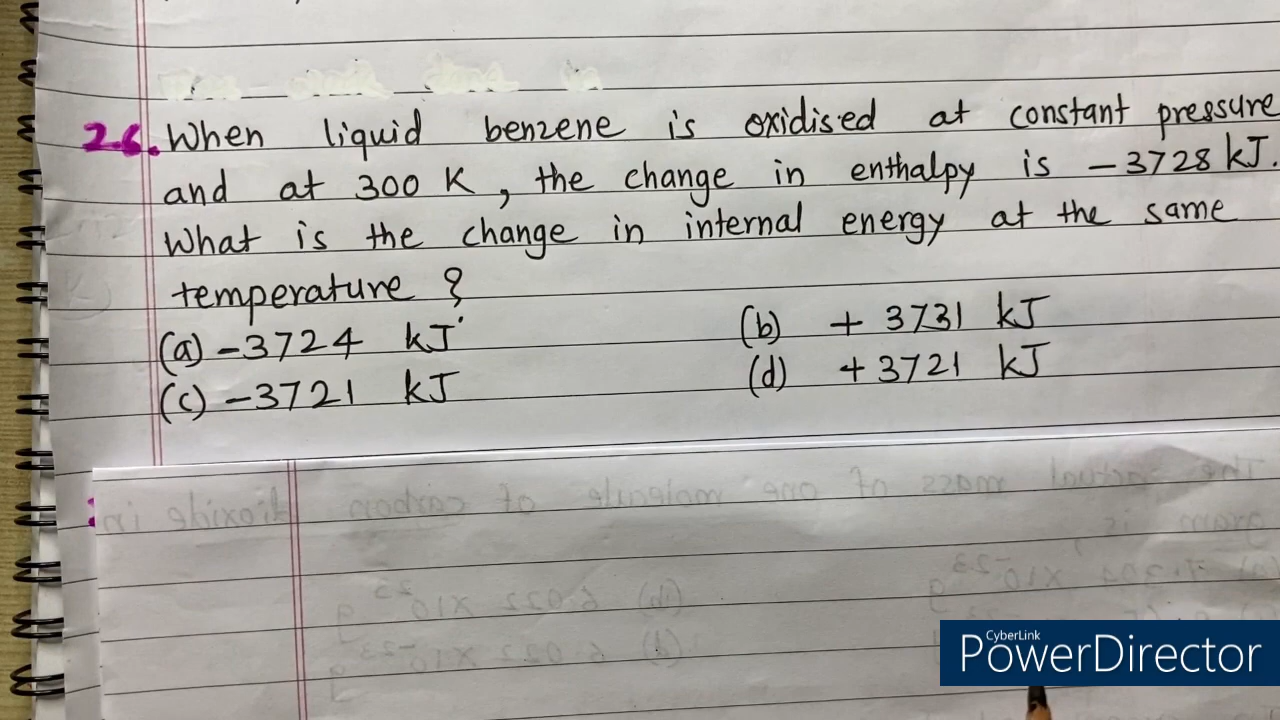 26. When liquid benzene is oxidised at constant pressure
and at 300 K, the change in enthalpy is -3728 kJ.
What is the change in internal energy at the same
temperature ?
(a) -3724 kJ (b) + 3731 kJ
(c) -3721 kJ (d) +3721 kJ
CyberLink
PowerDirector